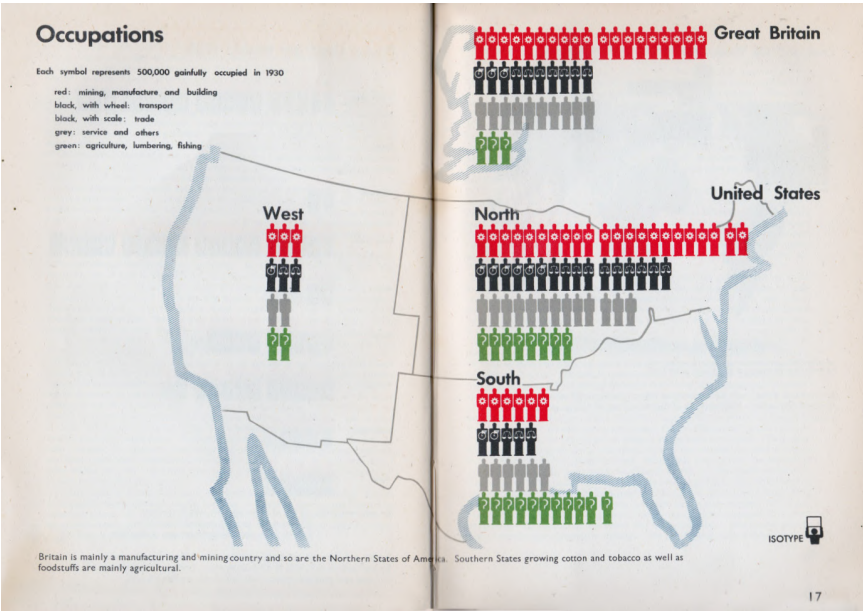 Occupations
Each symbol represents 500,000 gainfully occupied in 1930
red: mining, manufacture and building
black, with wheel: transport
black, with scale: trade
grey: service and others
green: agriculture, lumbering, fishing
Great Britain
United States
West
North
South
ISOTYPE
Britain is mainly a manufacturing and mining country and so are the Northern States of America. Southern States growing cotton and tobacco as well as
foodstuffs are mainly agricultural.
17